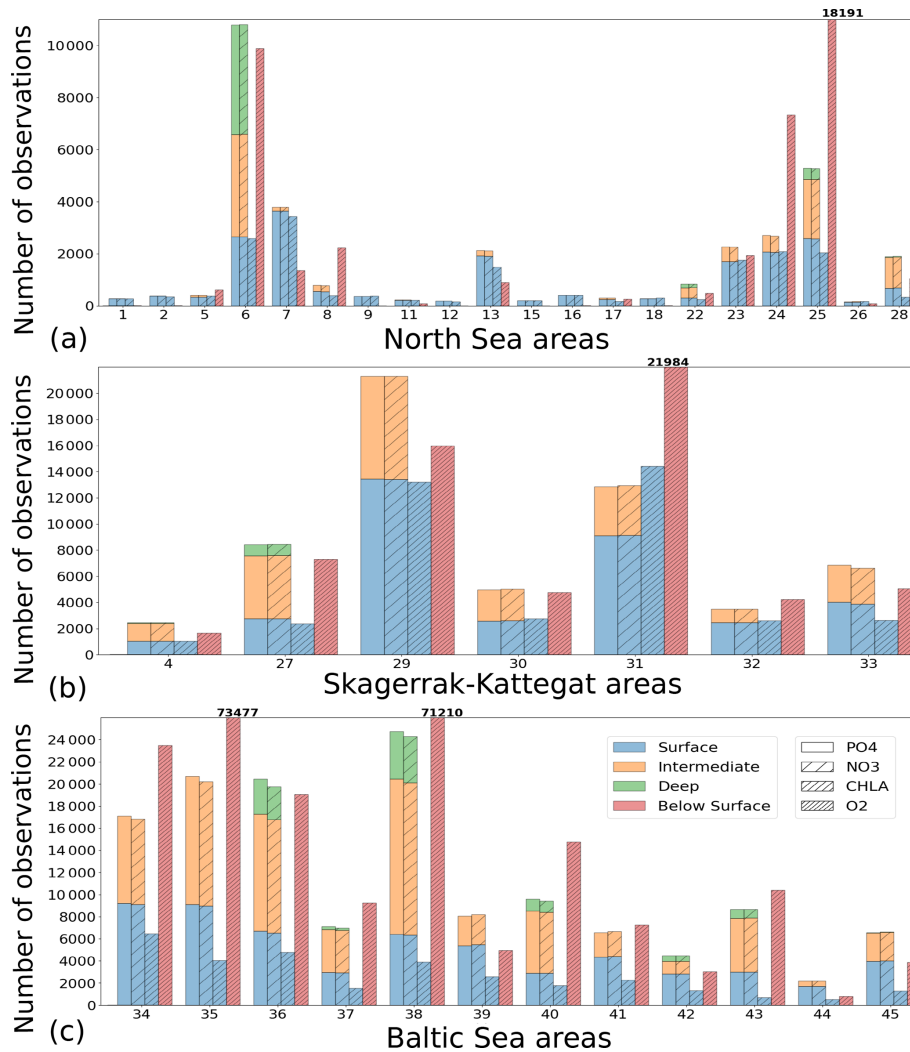 18191
Number of observations
10000
8000
6000
4000
2000
0
1 2 5 6 7 8 9 11 12 13 15 16 17 18 22 23 24 25 26 28
(a) North Sea areas
21984
Number of observations
20000
18000
16000
14000
12000
10000
8000
6000
4000
2000
0
4 27 29 30 31 32 33
(b) Skagerrak-Kattegat areas
73477 71210
Number of observations
24000
22000
20000
18000
16000
14000
12000
10000
8000
6000
4000
2000
0
Surface
Intermediate
Deep
Below Surface
PO4
NO3
CHLA
O2
34 35 36 37 38 39 40 41 42 43 44 45
(c) Baltic Sea areas